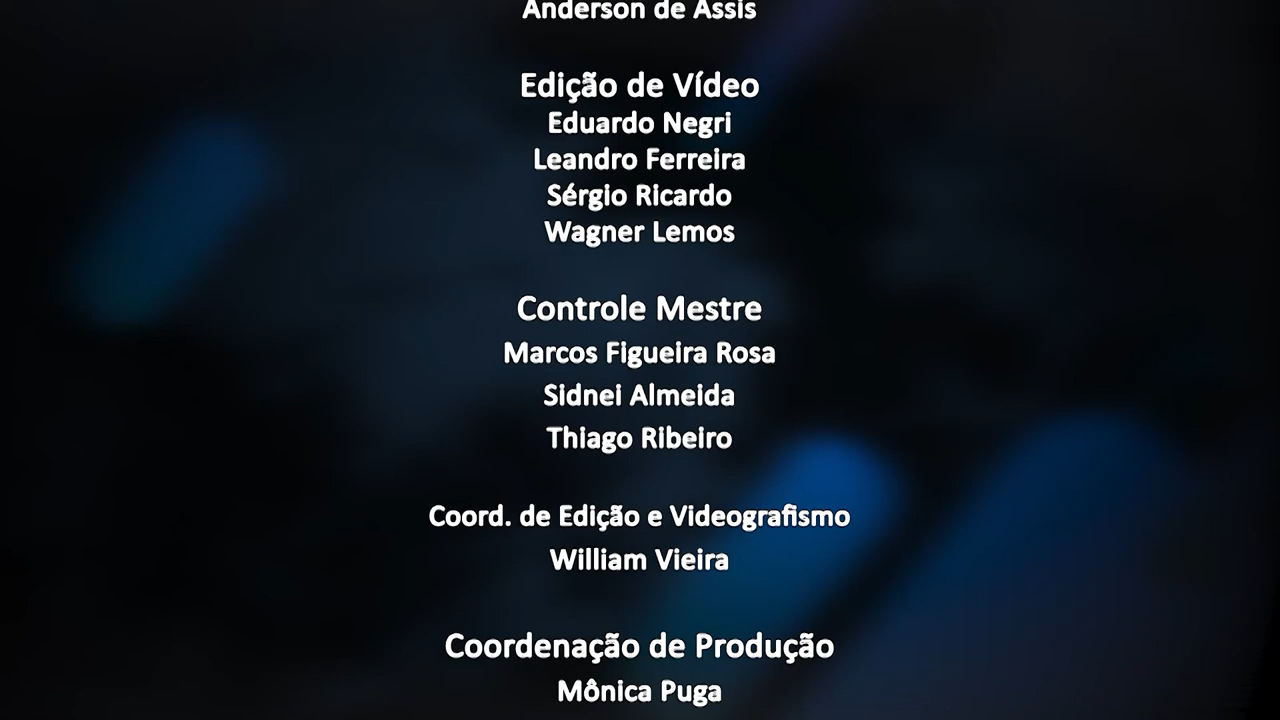 Anderson de Assis
Edição de Vídeo
Eduardo Negri
Leandro Ferreira
Sérgio Ricardo
Wagner Lemos
Controle Mestre
Marcos Figueira Rosa
Sidnei Almeida
Thiago Ribeiro
Coord. de Edição e Videografismo
William Vieira
Coordenação de Produção
Mônica Puga